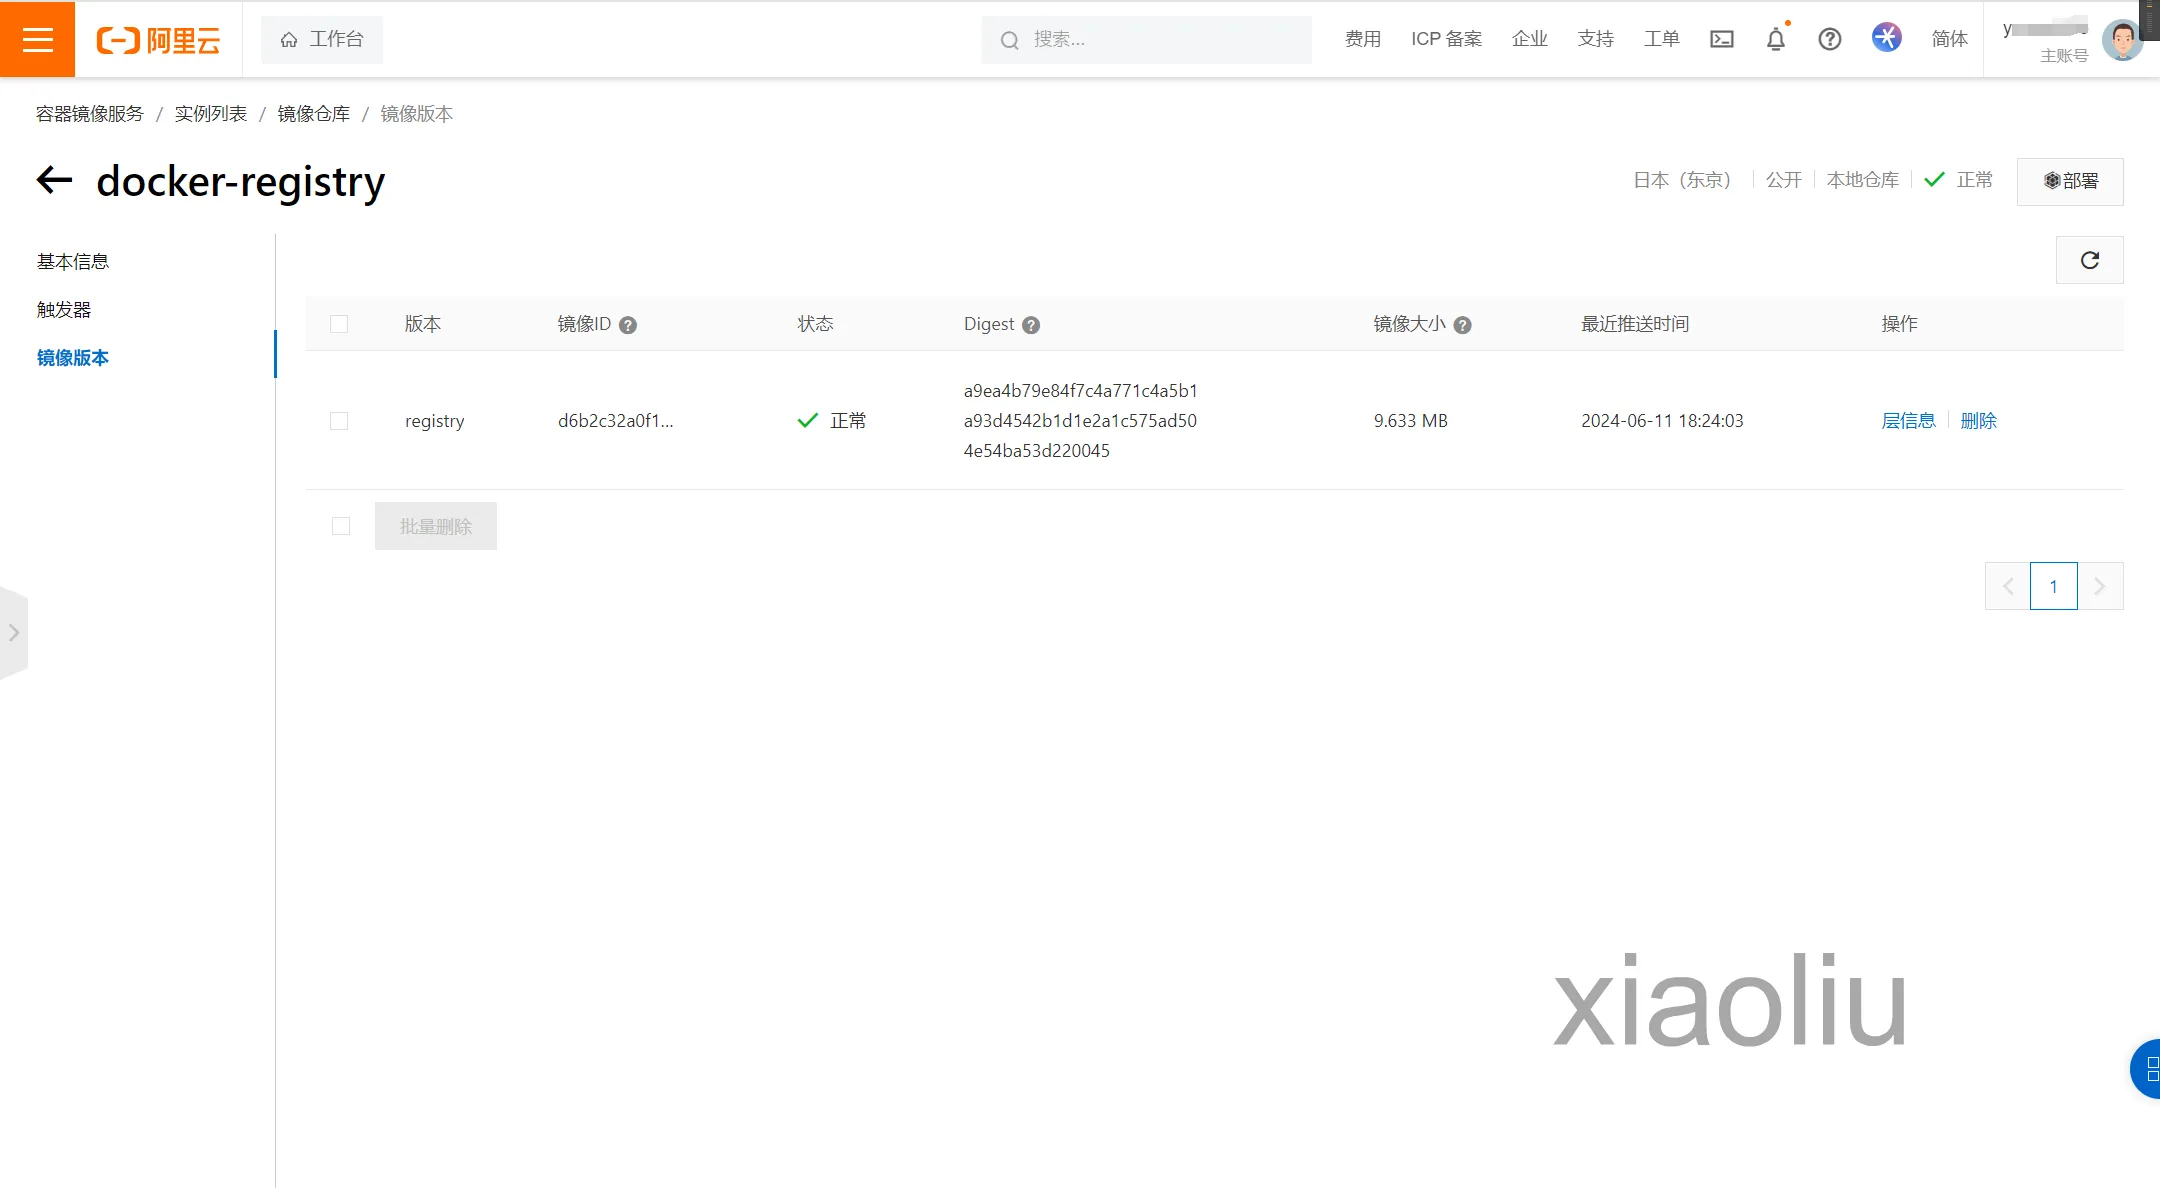 阿里云
工作台
搜索...
费用
ICP 备案
企业
支持
工单
简体
主账号
容器镜像服务 / 实例列表 / 镜像仓库 / 镜像版本
docker-registry
日本（东京）
公开
本地仓库
正常
部署
基本信息
触发器
镜像版本
版本 镜像ID 状态 Digest 镜像大小 最近推送时间 操作
registry d6b2c32a0f1... 正常
a9ea4b79e84f7c4a771c4a5b1
a93d4542b1d1e2a1c575ad50
4e54ba53d220045
9.633 MB 2024-06-11 18:24:03 层信息 删除
批量删除
1
xiaoliu